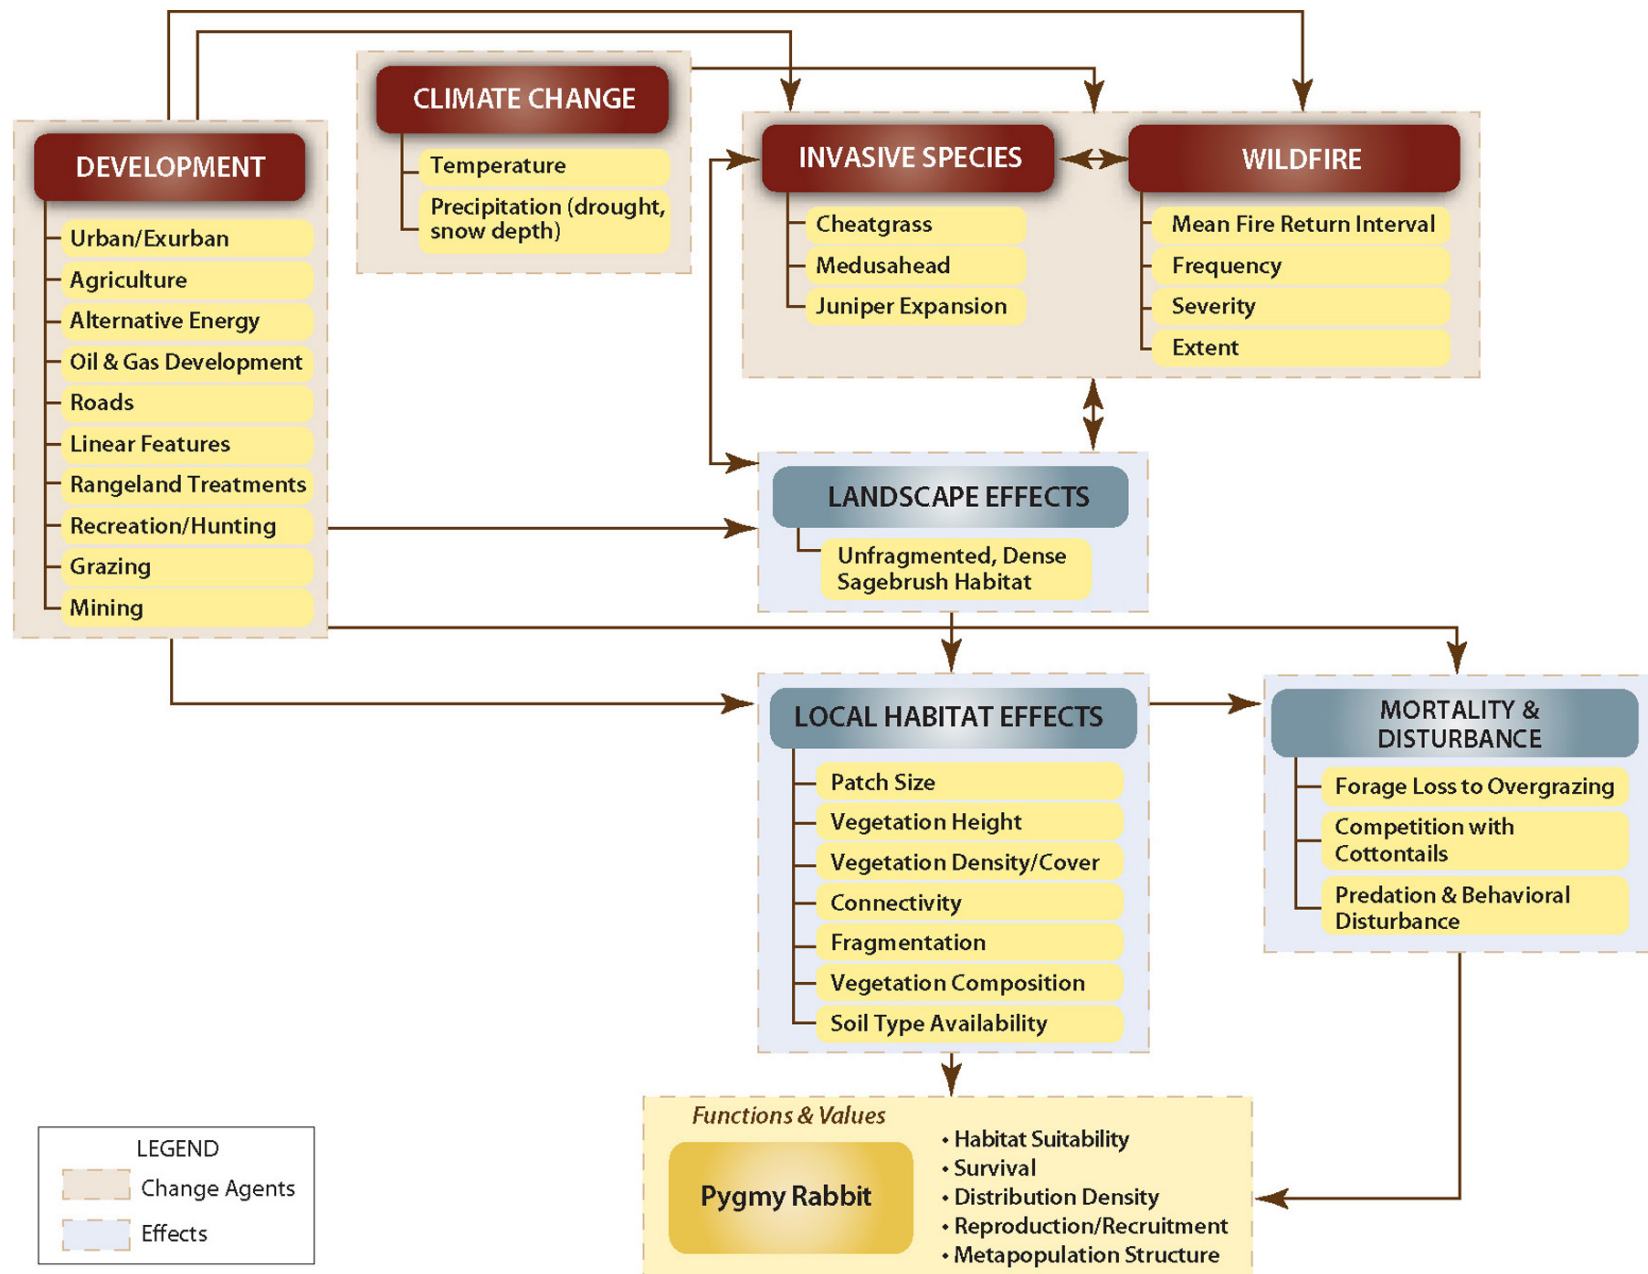 CLIMATE CHANGE
Temperature
Precipitation (drought,
snow depth)
DEVELOPMENT
Urban/Exurban
Agriculture
Alternative Energy
Oil & Gas Development
Roads
Linear Features
Rangeland Treatments
Recreation/Hunting
Grazing
Mining
INVASIVE SPECIES
Cheatgrass
Medusahead
Juniper Expansion
WILDFIRE
Mean Fire Return Interval
Frequency
Severity
Extent
LANDSCAPE EFFECTS
Unfragmented, Dense
Sagebrush Habitat
LOCAL HABITAT EFFECTS
Patch Size
Vegetation Height
Vegetation Density/Cover
Connectivity
Fragmentation
Vegetation Composition
Soil Type Availability
MORTALITY &
DISTURBANCE
Forage Loss to Overgrazing
Competition with
Cottontails
Predation & Behavioral
Disturbance
Functions & Values
Pygmy Rabbit
• Habitat Suitability
• Survival
• Distribution Density
• Reproduction/Recruitment
• Metapopulation Structure
LEGEND
Change Agents
Effects